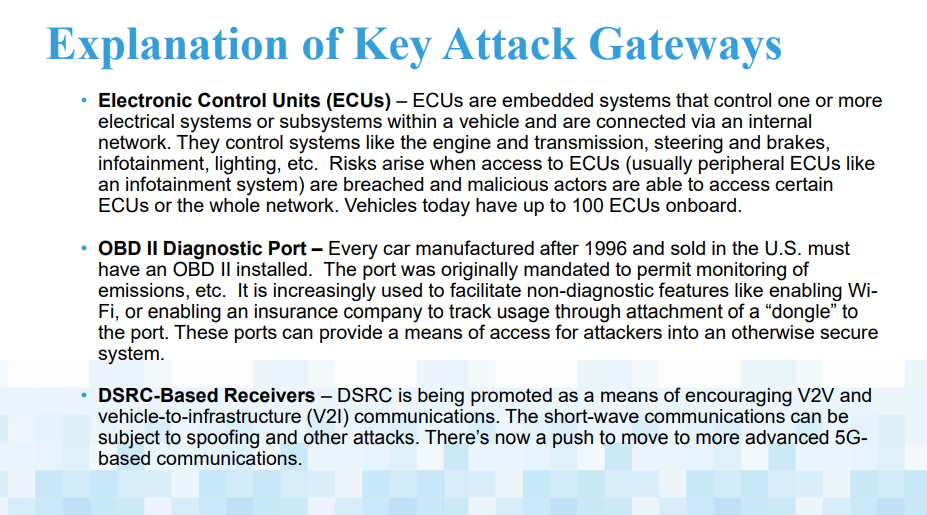 Explanation of Key Attack Gateways
• Electronic Control Units (ECUs) – ECUs are embedded systems that control one or more
electrical systems or subsystems within a vehicle and are connected via an internal
network. They control systems like the engine and transmission, steering and brakes,
infotainment, lighting, etc.  Risks arise when access to ECUs (usually peripheral ECUs like
an infotainment system) are breached and malicious actors are able to access certain
ECUs or the whole network. Vehicles today have up to 100 ECUs onboard.
• OBD II Diagnostic Port – Every car manufactured after 1996 and sold in the U.S. must
have an OBD II installed.  The port was originally mandated to permit monitoring of
emissions, etc.  It is increasingly used to facilitate non-diagnostic features like enabling Wi-
Fi, or enabling an insurance company to track usage through attachment of a “dongle” to
the port. These ports can provide a means of access for attackers into an otherwise secure
system.
• DSRC-Based Receivers – DSRC is being promoted as a means of encouraging V2V and
vehicle-to-infrastructure (V2I) communications. The short-wave communications can be
subject to spoofing and other attacks. There’s now a push to move to more advanced 5G-
based communications.